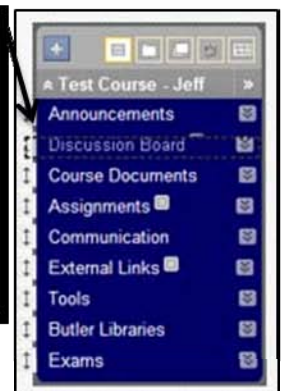 Test Course - Jeff
Announcements
Discussion Board
Course Documents
Assignments
Communication
External Links
Tools
Butler Libraries
Exams